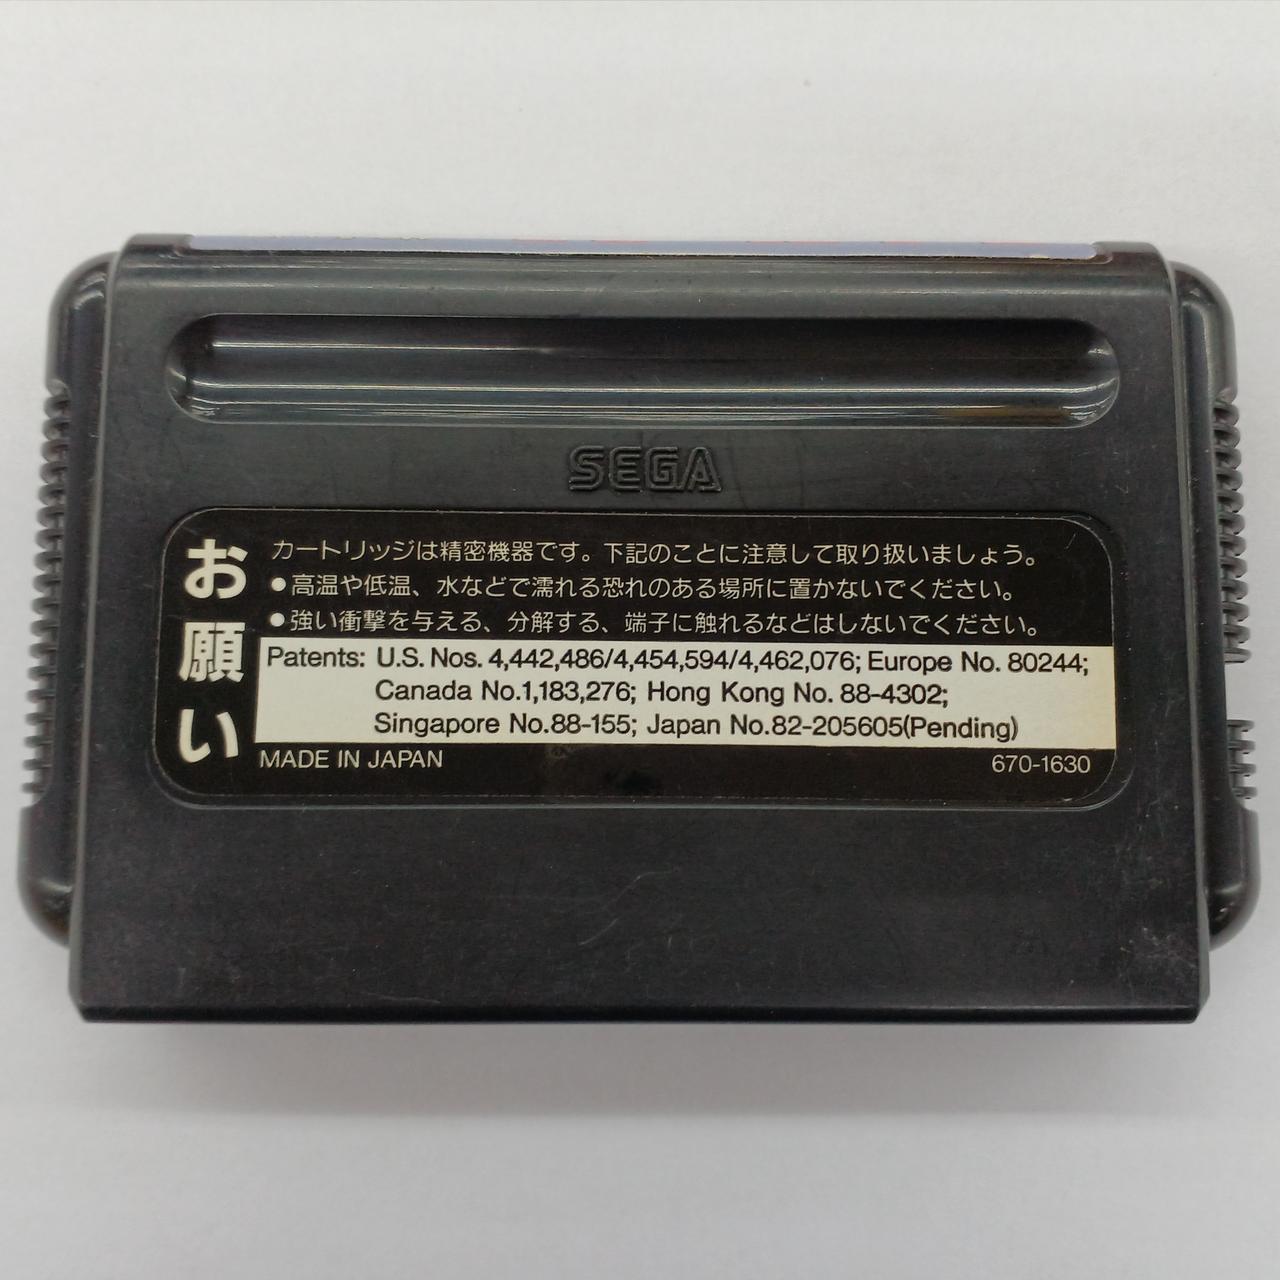 SEGA
お願い
カートリッジは精密機器です。下記のことに注意して取り扱いましょう。
●高温や低温、水などで濡れる恐れのある場所に置かないでください。
●強い衝撃を与える、分解する、端子に触れるなどはしないでください。
Patents: U.S. Nos. 4,442,486/4,454,594/4,462,076; Europe No. 80244;
Canada No.1,183,276; Hong Kong No. 88-4302;
Singapore No.88-155; Japan No.82-205605(Pending)
MADE IN JAPAN 670-1630